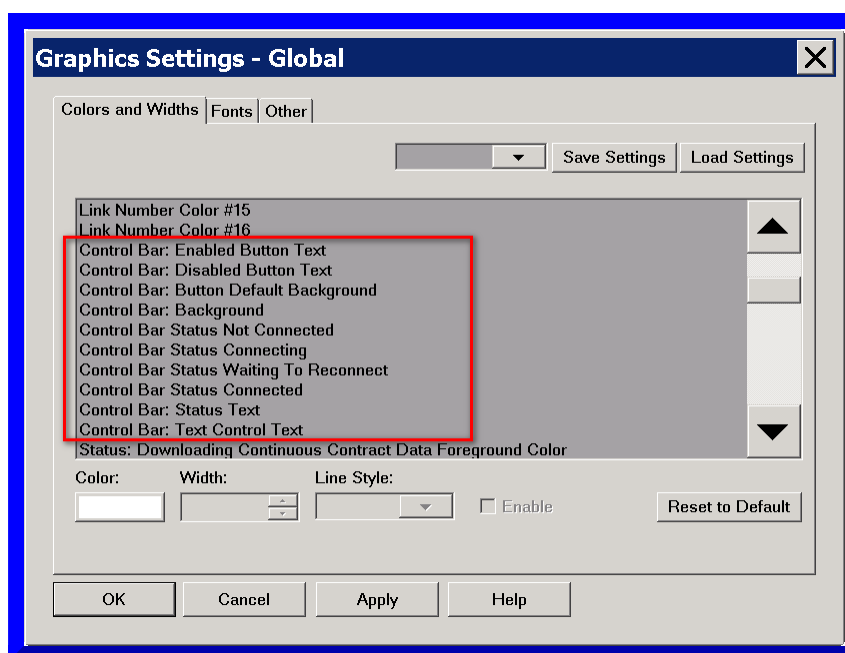 Graphics Settings - Global
Colors and Widths Fonts Other
Save Settings Load Settings
Link Number Color #15
Link Number Color #16
Control Bar: Enabled Button Text
Control Bar: Disabled Button Text
Control Bar: Button Default Background
Control Bar: Background
Control Bar Status Not Connected
Control Bar Status Connecting
Control Bar Status Waiting To Reconnect
Control Bar Status Connected
Control Bar: Status Text
Control Bar: Text Control Text
Status: Downloading Continuous Contract Data Foreground Color
Color: Width: Line Style:
Enable Reset to Default
OK Cancel Apply Help